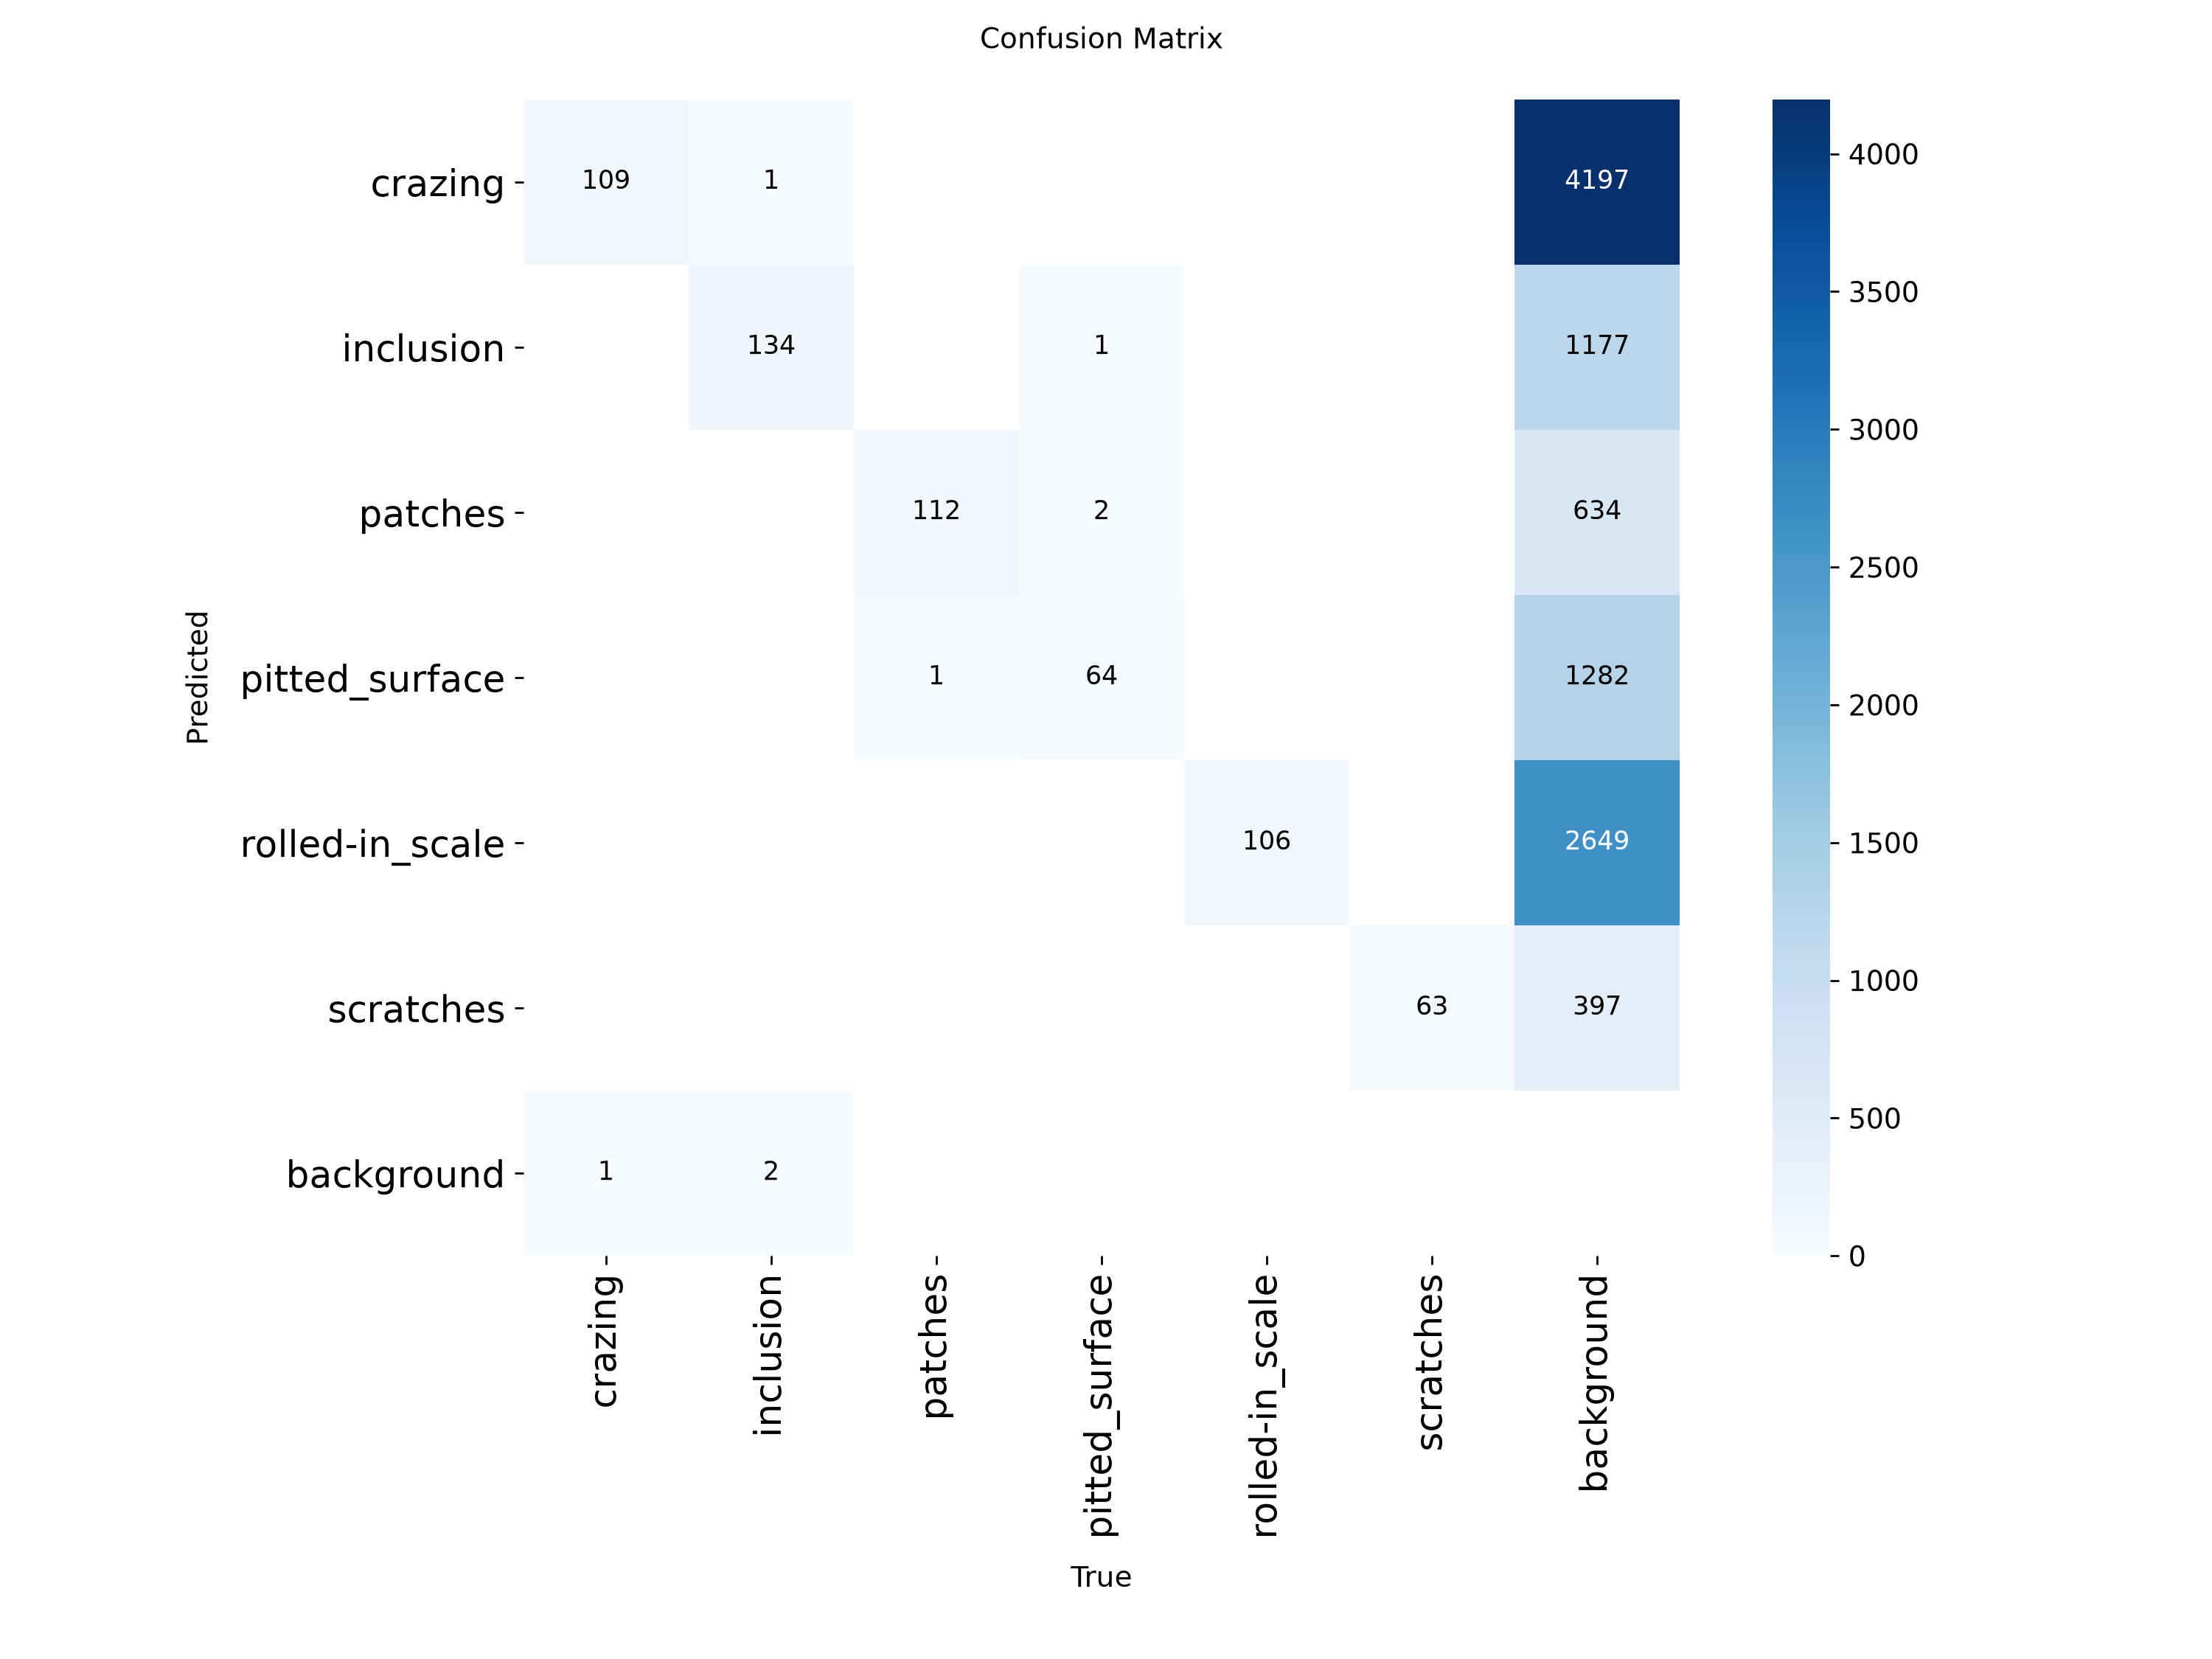 Confusion Matrix
crazing 109 1 4197
inclusion 134 1 1177
patches 112 2 634
pitted_surface 1 64 1282
rolled-in_scale 106 2649
scratches 63 397
background 1 2
Predicted
crazing
inclusion
patches
pitted_surface
rolled-in_scale
scratches
background
True
4000
3500
3000
2500
2000
1500
1000
500
0